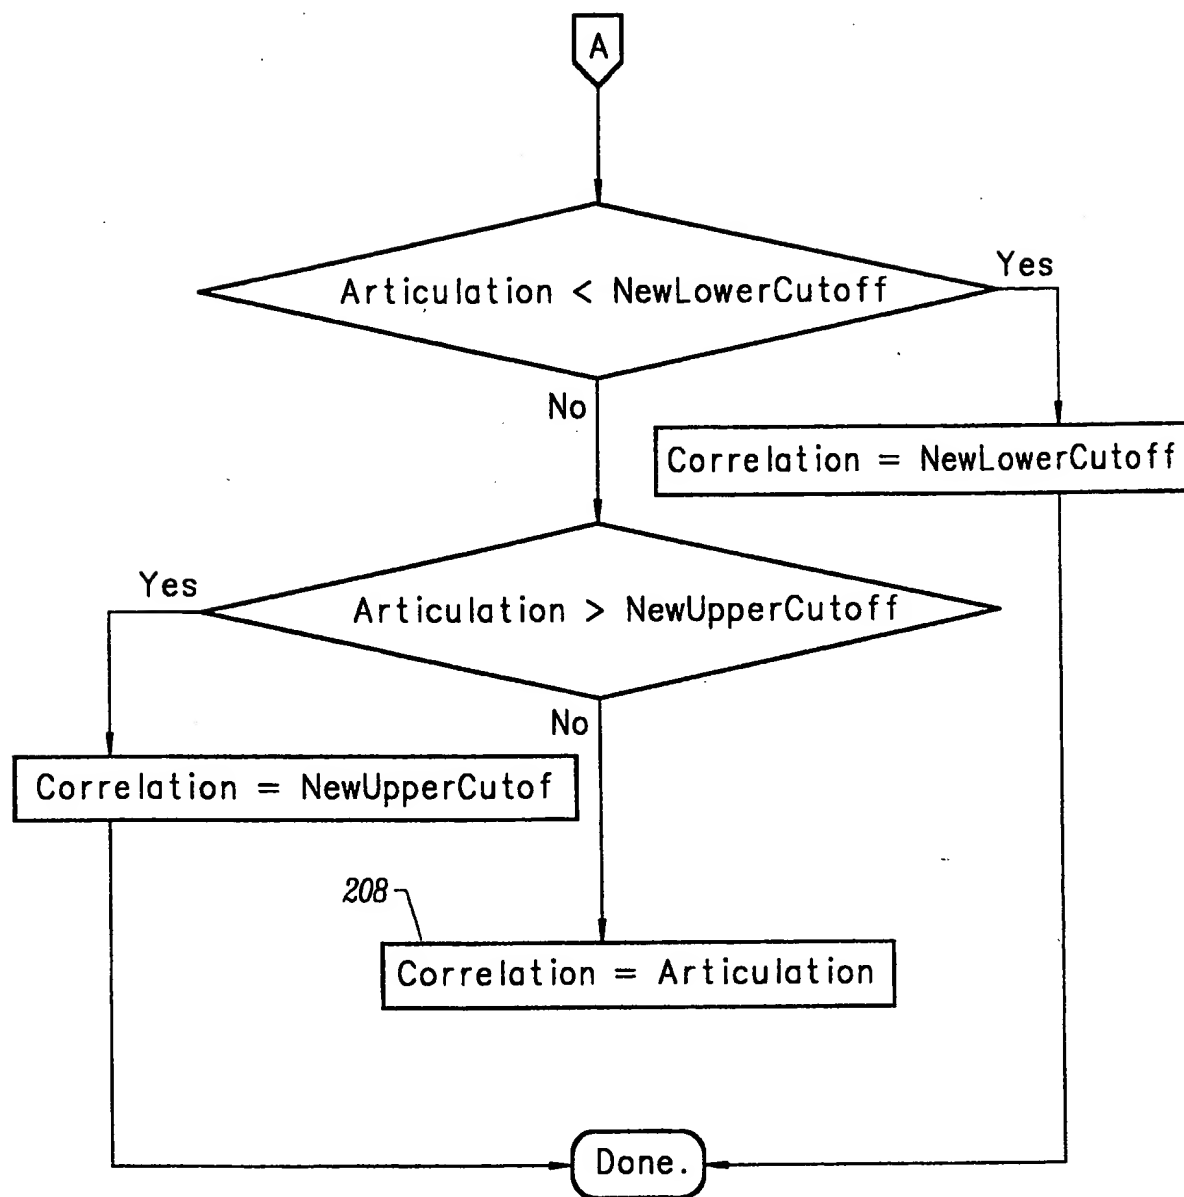 A
Articulation < NewLowerCutoff
Yes
No
Correlation = NewLowerCutoff
Yes
Articulation > NewUpperCutoff
No
Correlation = NewUpperCutof
208
Correlation = Articulation
Done.